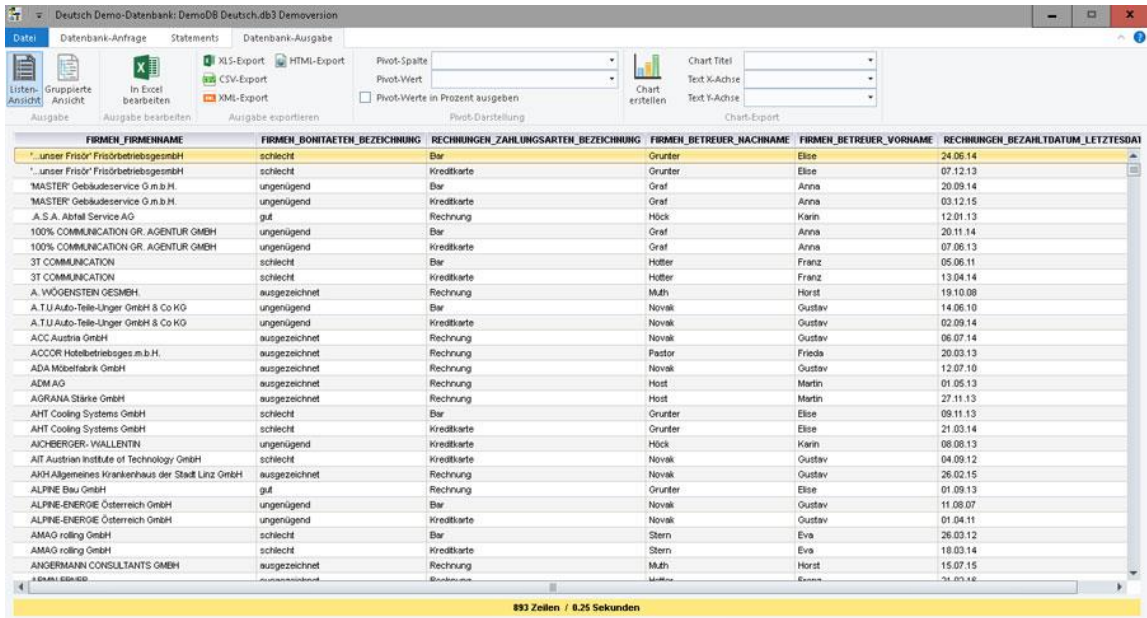 Deutsch Demo-Datenbank: DemoDB Deutsch.db3 Demoversion
Datei Datenbank-Anfrage Statements Datenbank-Ausgabe
Listen-Ansicht Gruppierte Ansicht In Excel bearbeiten XLS-Export HTML-Export CSV-Export XML-Export Pivot-Spalte Pivot-Wert Pivot-Werte in Prozent ausgeben Chart erstellen Chart Titel Text X-Achse Text Y-Achse
Ausgabe Ausgabe bearbeiten Ausgabe exportieren Pivot-Darstellung Chart-Export
FIRMEN_FIRMENNAME FIRMEN_BONITAETEN_BEZEICHNUNG RECHNUNGEN_ZAHLUNGSARTEN_BEZEICHNUNG FIRMEN_BETREUER_NACHNAME FIRMEN_BETREUER_VORNAME RECHNUNGEN_BEZAHLTDATUM_LETZTESDAT
'...unser Frisör' FrisörbetriebsgesmbH schlecht Bar Grunter Elise 24.06.14
'...unser Frisör' FrisörbetriebsgesmbH schlecht Kreditkarte Grunter Elise 07.12.13
'MASTER' Gebäudeservice G.m.b.H. ungenügend Bar Graf Anna 20.09.14
'MASTER' Gebäudeservice G.m.b.H. ungenügend Kreditkarte Graf Anna 03.12.15
.A.S.A. Abfall Service AG gut Rechnung Höck Karin 12.01.13
100% COMMUNICATION GR. AGENTUR GMBH ungenügend Bar Graf Anna 20.11.14
100% COMMUNICATION GR. AGENTUR GMBH ungenügend Kreditkarte Graf Anna 07.06.13
3T COMMUNICATION schlecht Bar Hotter Franz 05.06.11
3T COMMUNICATION schlecht Kreditkarte Hotter Franz 13.04.14
A. WÖGENSTEIN GESMBH. ausgezeichnet Rechnung Muth Horst 19.10.08
A.T.U Auto-Teile-Unger GmbH & Co KG ungenügend Bar Novak Gustav 14.06.10
A.T.U Auto-Teile-Unger GmbH & Co KG ungenügend Kreditkarte Novak Gustav 02.09.14
ACC Austria GmbH ausgezeichnet Rechnung Novak Gustav 06.07.14
ACCOR Hotelbetriebsges.m.b.H. ausgezeichnet Rechnung Pastor Frieda 20.03.13
ADA Möbelfabrik GmbH ausgezeichnet Rechnung Novak Gustav 12.07.10
ADM AG ausgezeichnet Rechnung Host Martin 01.05.13
AGRANA Stärke GmbH ausgezeichnet Rechnung Host Martin 27.11.13
AHT Cooling Systems GmbH schlecht Bar Grunter Elise 09.11.13
AHT Cooling Systems GmbH schlecht Kreditkarte Grunter Elise 21.03.14
AICHBERGER- WALLENTIN ungenügend Kreditkarte Höck Karin 08.08.13
AIT Austrian Institute of Technology GmbH schlecht Kreditkarte Novak Gustav 04.09.12
AKH Allgemeines Krankenhaus der Stadt Linz GmbH ausgezeichnet Rechnung Novak Gustav 26.02.15
ALPINE Bau GmbH gut Rechnung Grunter Elise 01.09.13
ALPINE-ENERGIE Österreich GmbH ungenügend Bar Novak Gustav 11.08.07
ALPINE-ENERGIE Österreich GmbH ungenügend Kreditkarte Novak Gustav 01.04.11
AMAG rolling GmbH schlecht Bar Stern Eva 26.03.12
AMAG rolling GmbH schlecht Kreditkarte Stern Eva 18.03.14
ANGERMANN CONSULTANTS GMBH ausgezeichnet Rechnung Muth Horst 15.07.15
893 Zeilen / 0.25 Sekunden